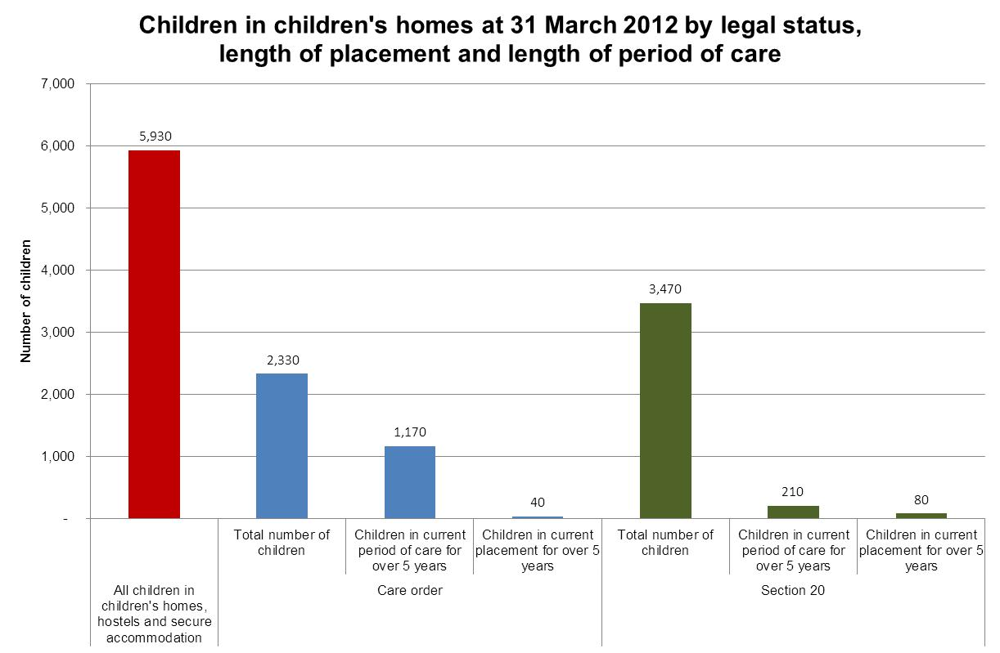 Children in children's homes at 31 March 2012 by legal status,
length of placement and length of period of care
Number of children
7,000
6,000
5,000
4,000
3,000
2,000
1,000
-
5,930
2,330
1,170
40
3,470
210
80
Total number of
children
Children in current
period of care for
over 5 years
Children in current
placement for over 5
years
Total number of
children
Children in current
period of care for
over 5 years
Children in current
placement for over 5
years
All children in
children's homes,
hostels and secure
accommodation
Care order
Section 20